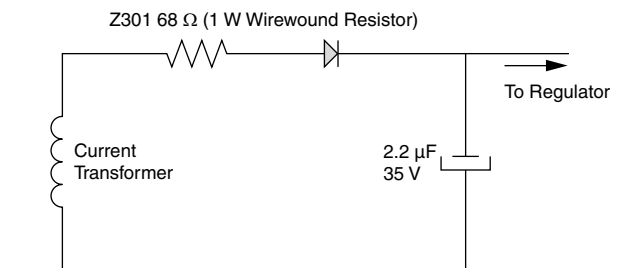 Z301 68 Ω (1 W Wirewound Resistor)
To Regulator
Current
Transformer
2.2 µF
35 V